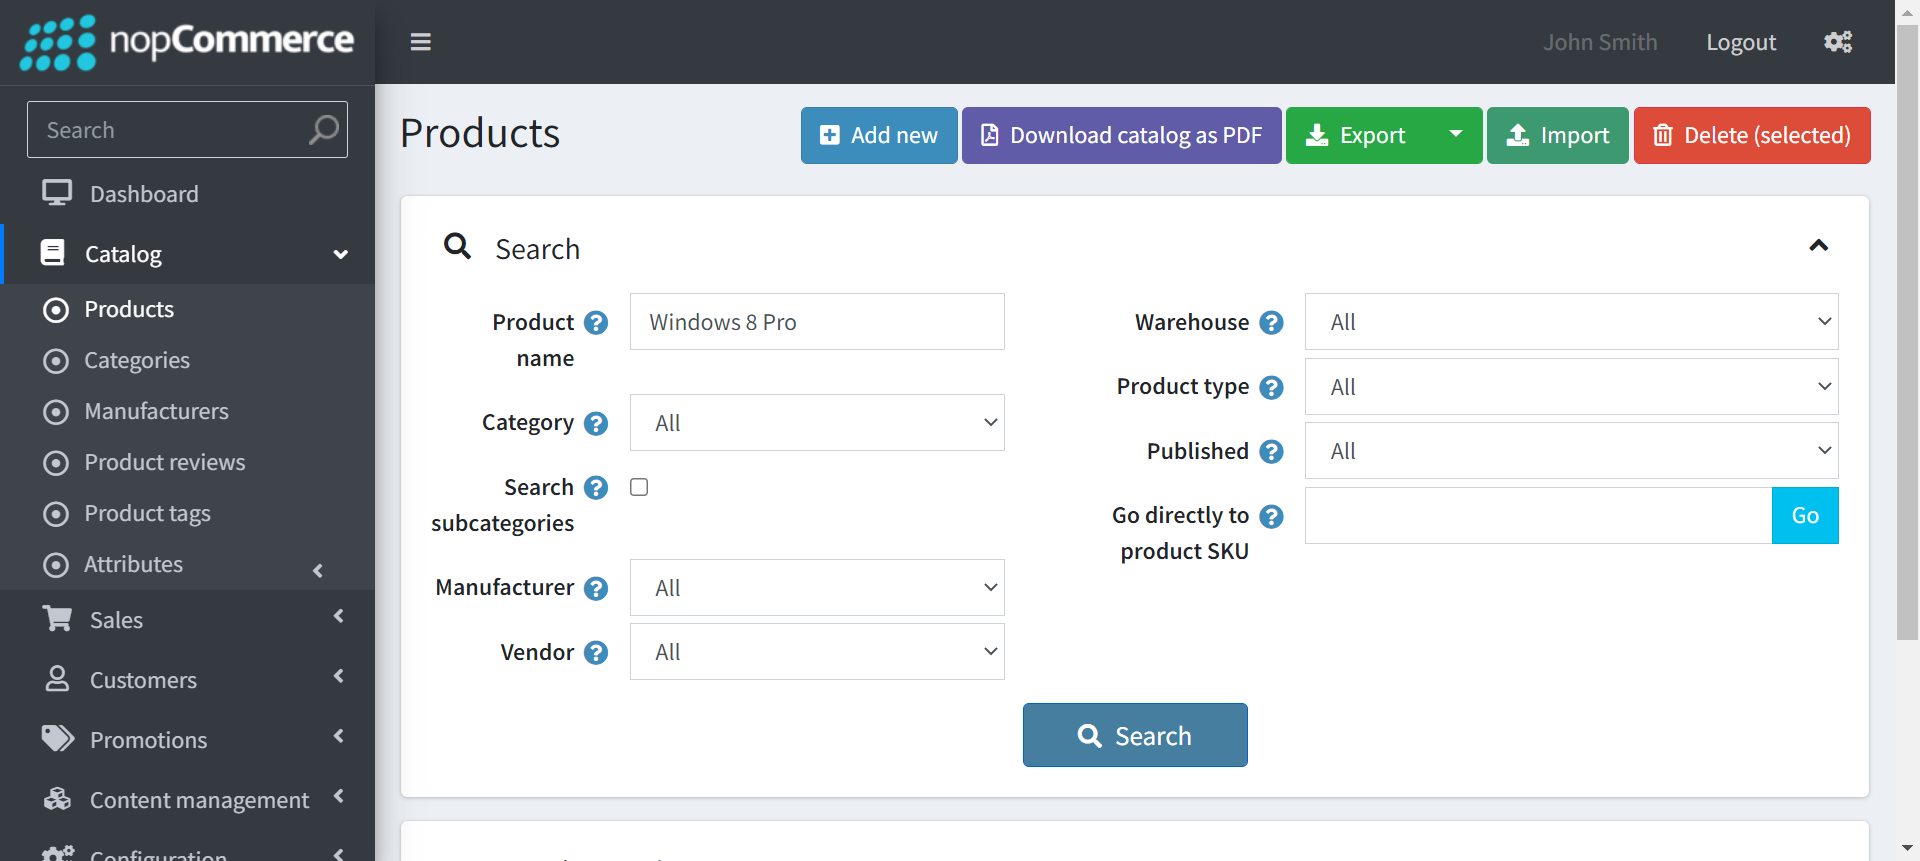 nopCommerce
John Smith
Logout
Search
Dashboard
Catalog
Products
Categories
Manufacturers
Product reviews
Product tags
Attributes
Sales
Customers
Promotions
Content management
Configuration
Products
Add new
Download catalog as PDF
Export
Import
Delete (selected)
Search
Product
name
Windows 8 Pro
Category
All
Search
subcategories
Manufacturer
All
Vendor
All
Warehouse
All
Product type
All
Published
All
Go directly to
product SKU
Go
Search